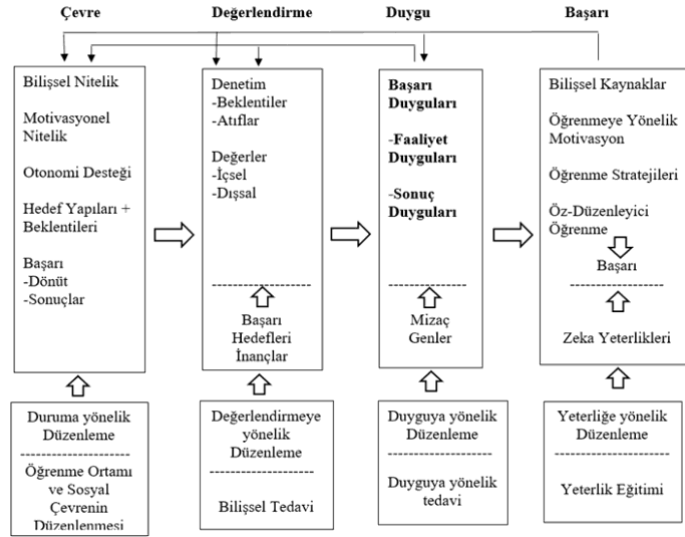 Çevre
Değerlendirme
Duygu
Başarı
Bilişsel Nitelik
Motivasyonel
Nitelik
Otonomi Desteği
Hedef Yapıları +
Beklentileri
Başarı
-Dönüt
-Sonuçlar
Denetim
-Beklentiler
-Atıflar
Değerler
-İçsel
-Dışsal
Başarı
Hedefleri
İnançlar
Başarı
Duyguları
-Faaliyet
Duyguları
-Sonuç
Duyguları
Mizaç
Genler
Bilişsel Kaynaklar
Öğrenmeye Yönelik
Motivasyon
Öğrenme Stratejileri
Öz-Düzenleyici
Öğrenme
Başarı
Zeka Yeterlikleri
Duruma yönelik
Düzenleme
Öğrenme Ortamı
ve Sosyal
Çevrenin
Düzenlenmesi
Değerlendirmeye
yönelik
Düzenleme
Bilişsel Tedavi
Duyguya yönelik
Düzenleme
Duyguya yönelik
tedavi
Yeterliğe yönelik
Düzenleme
Yeterlik Eğitimi